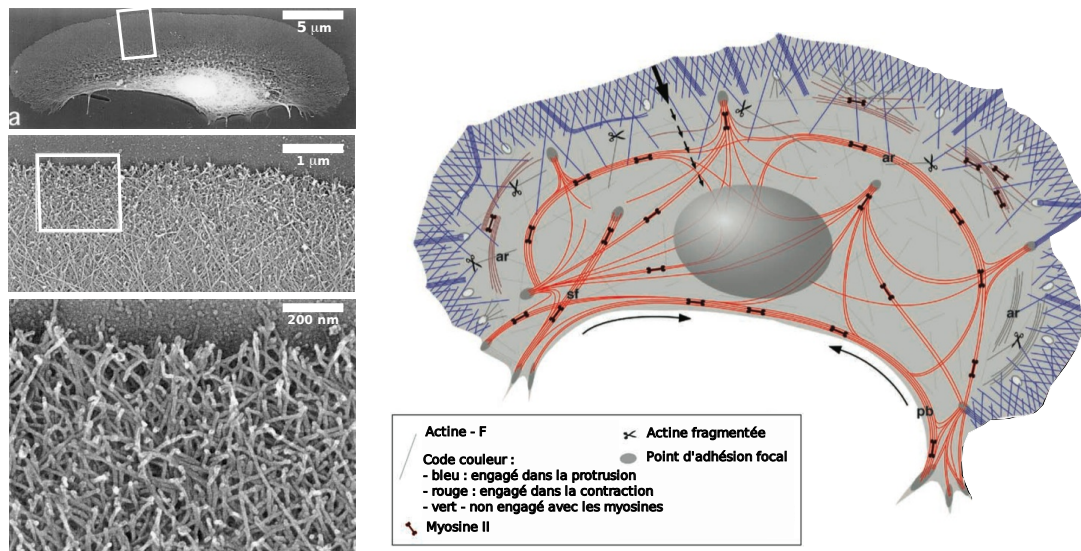 5 µm
a
1 µm
200 nm
ar
ar
sf
ar
pb
Actine - F
Code couleur :
- bleu : engagé dans la protrusion
- rouge : engagé dans la contraction
- vert - non engagé avec les myosines
Myosine II
Actine fragmentée
Point d'adhésion focal